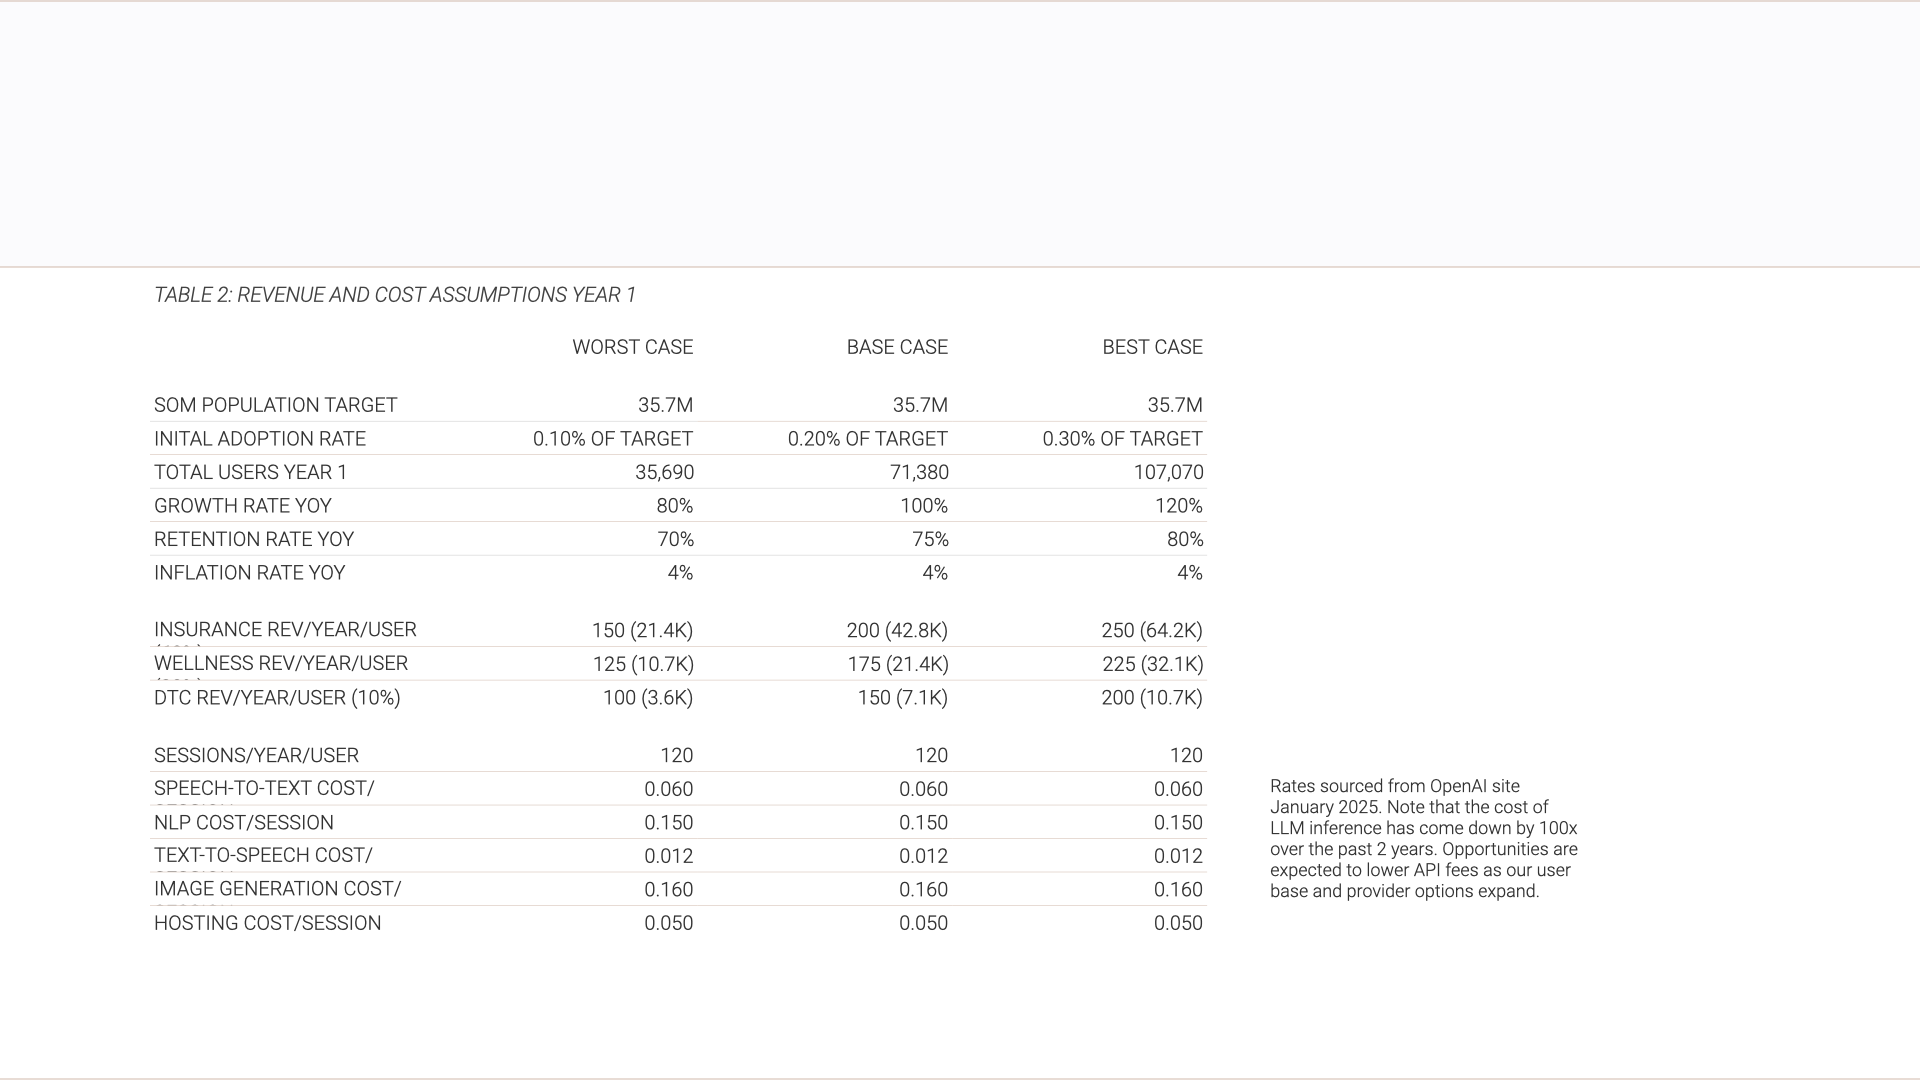 TABLE 2: REVENUE AND COST ASSUMPTIONS YEAR 1
WORST CASE BASE CASE BEST CASE
SOM POPULATION TARGET 35.7M 35.7M 35.7M
INITAL ADOPTION RATE 0.10% OF TARGET 0.20% OF TARGET 0.30% OF TARGET
TOTAL USERS YEAR 1 35,690 71,380 107,070
GROWTH RATE YOY 80% 100% 120%
RETENTION RATE YOY 70% 75% 80%
INFLATION RATE YOY 4% 4% 4%
INSURANCE REV/YEAR/USER 150 (21.4K) 200 (42.8K) 250 (64.2K)
WELLNESS REV/YEAR/USER 125 (10.7K) 175 (21.4K) 225 (32.1K)
DTC REV/YEAR/USER (10%) 100 (3.6K) 150 (7.1K) 200 (10.7K)
SESSIONS/YEAR/USER 120 120 120
SPEECH-TO-TEXT COST/ 0.060 0.060 0.060
NLP COST/SESSION 0.150 0.150 0.150
TEXT-TO-SPEECH COST/ 0.012 0.012 0.012
IMAGE GENERATION COST/ 0.160 0.160 0.160
HOSTING COST/SESSION 0.050 0.050 0.050
Rates sourced from OpenAI site
January 2025. Note that the cost of
LLM inference has come down by 100x
over the past 2 years. Opportunities are
expected to lower API fees as our user
base and provider options expand.